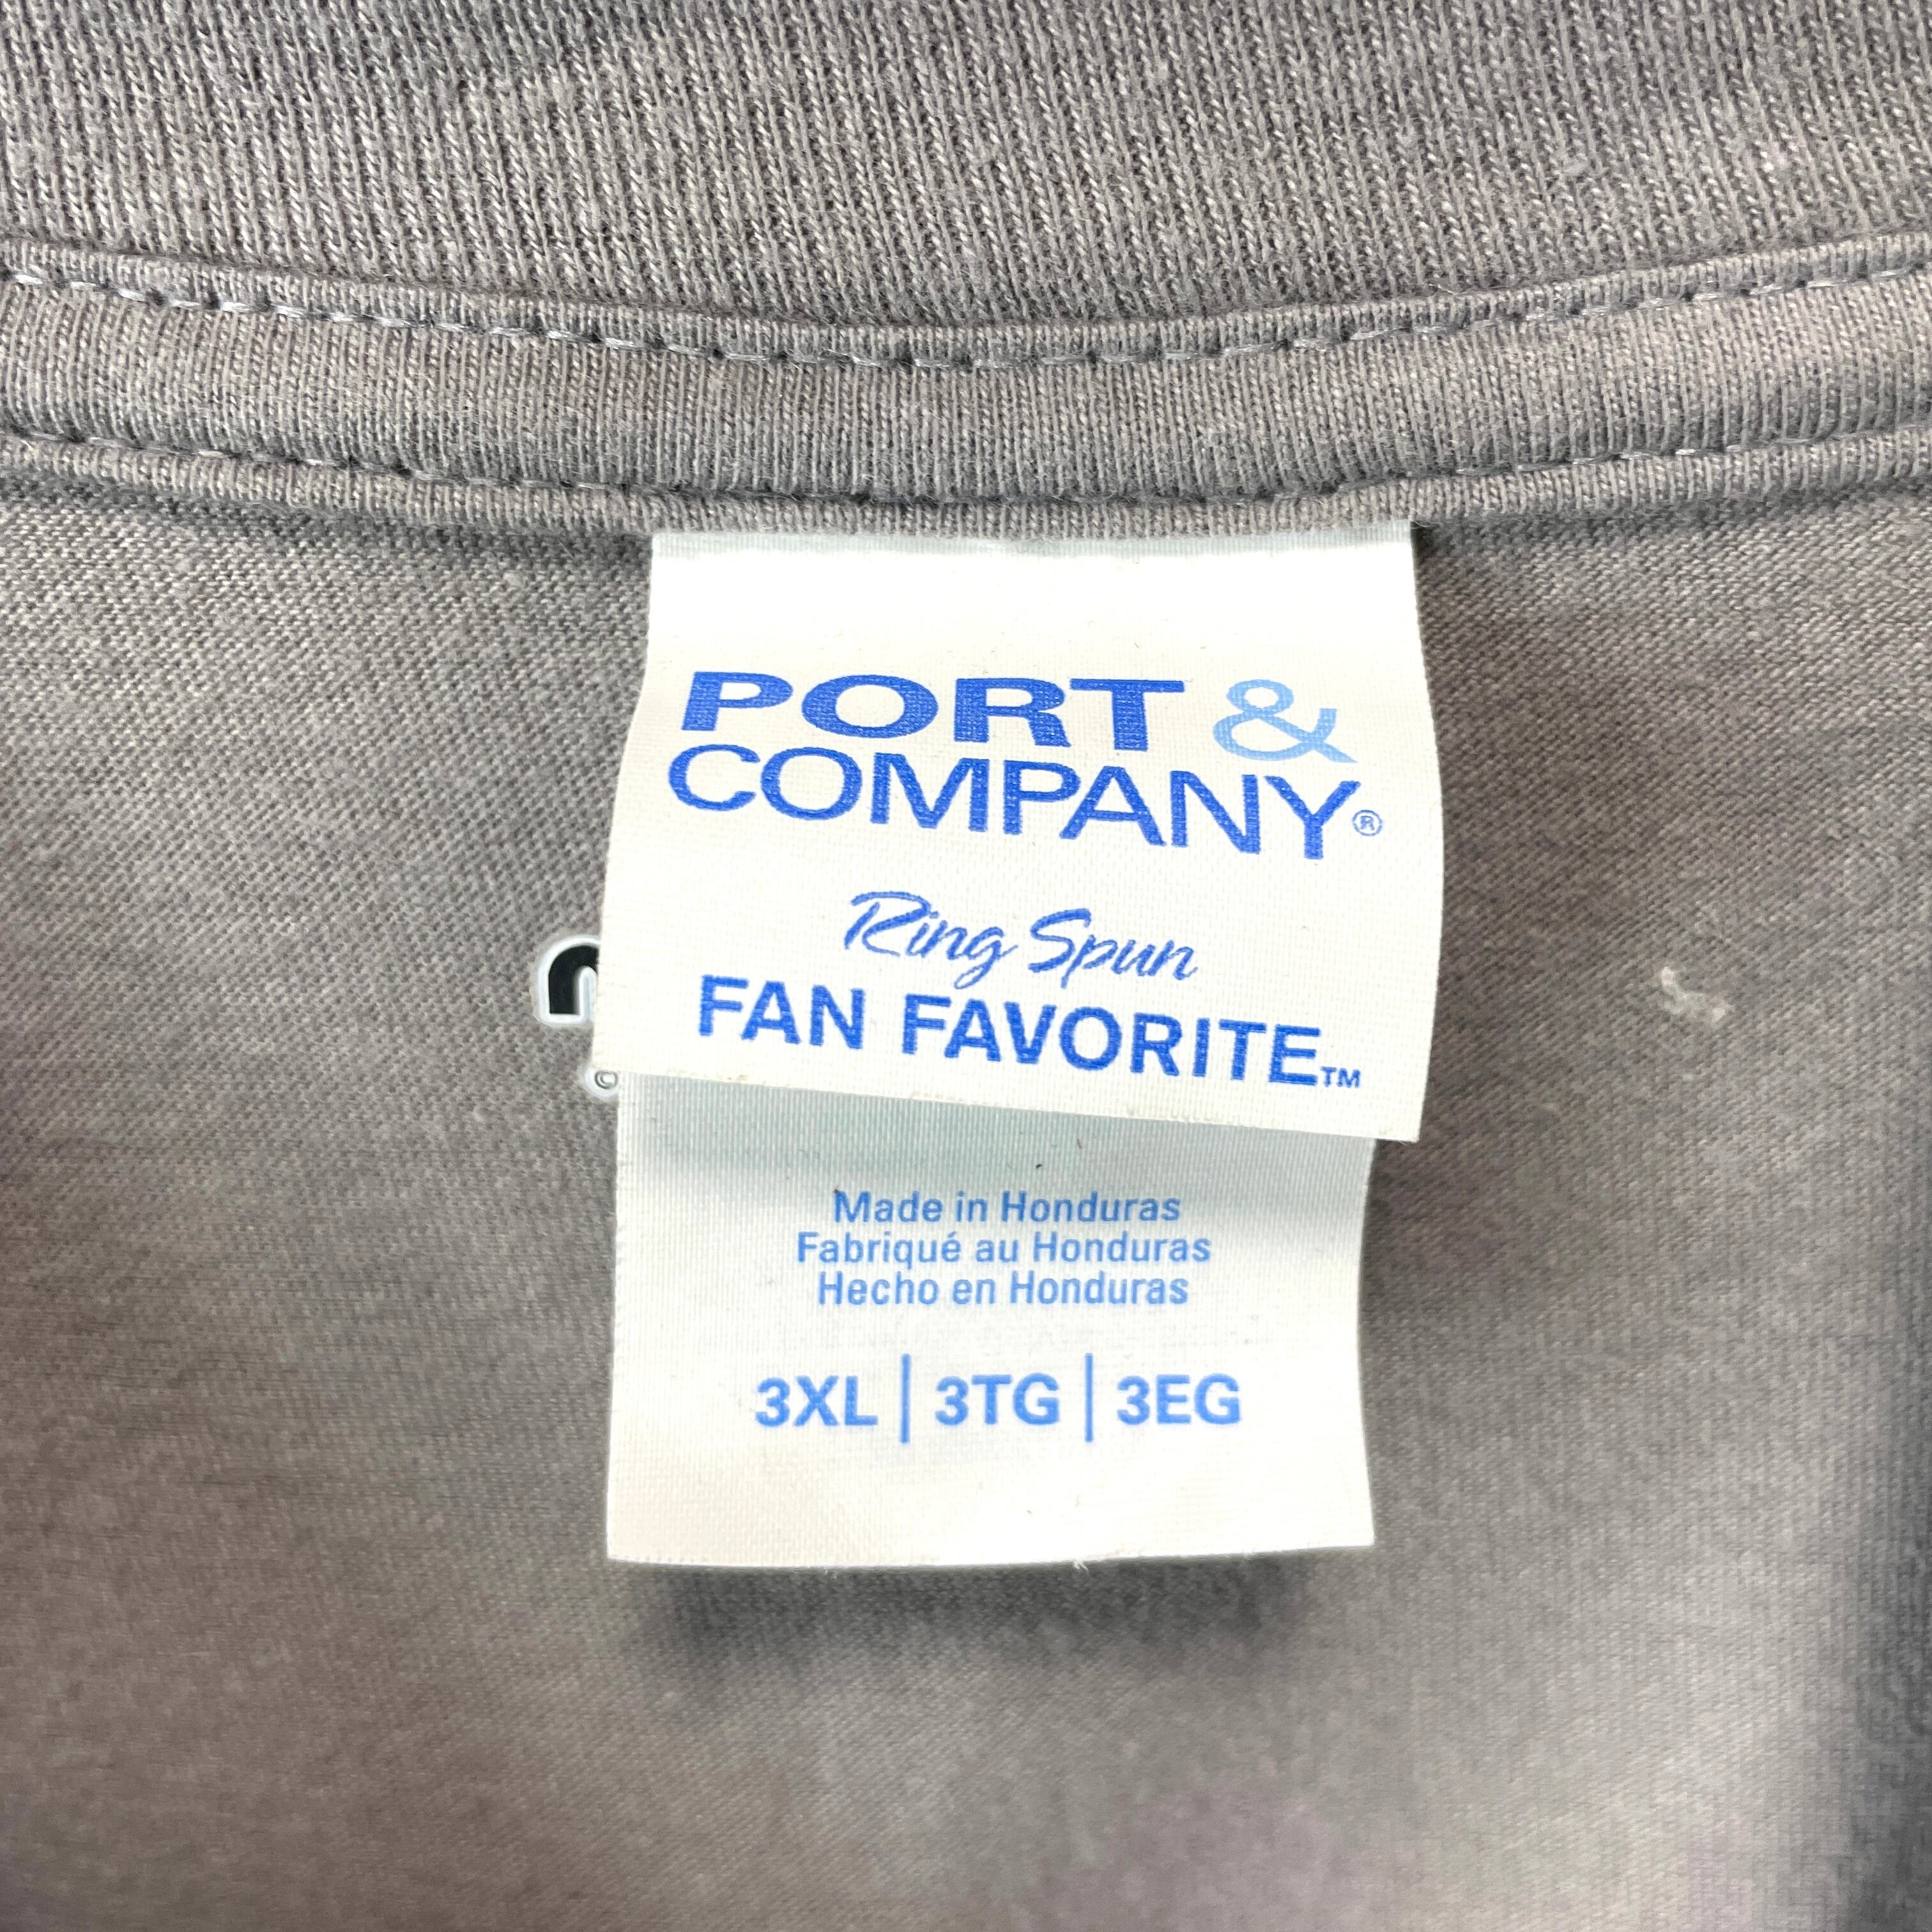 PORT &
COMPANY®
Ring Spun
FAN FAVORITE™
©
Made in Honduras
Fabriqué au Honduras
Hecho en Honduras
3XL | 3TG | 3EG